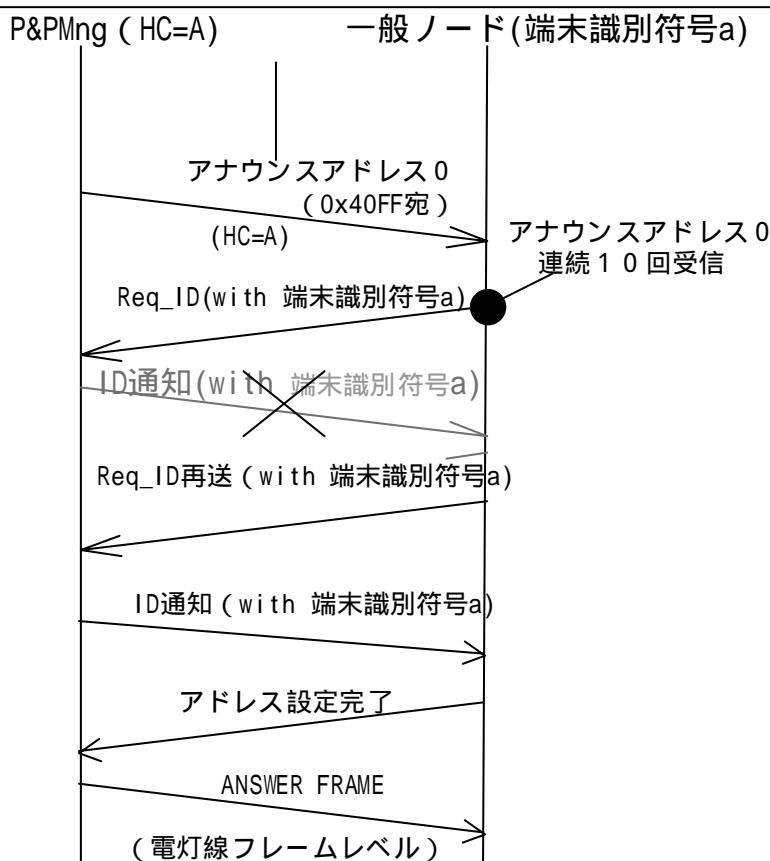 P&PMng（HC=A)
一般ノード(端末識別符号a)
アナウンスアドレス0
（0x40FF宛）
(HC=A)
アナウンスアドレス0
連続１０回受信
Req_ID(with 端末識別符号a)
ID通知(with 端末識別符号a)
Req_ID再送（with 端末識別符号a)
ID通知（with 端末識別符号a)
アドレス設定完了
ANSWER FRAME
（電灯線フレームレベル）